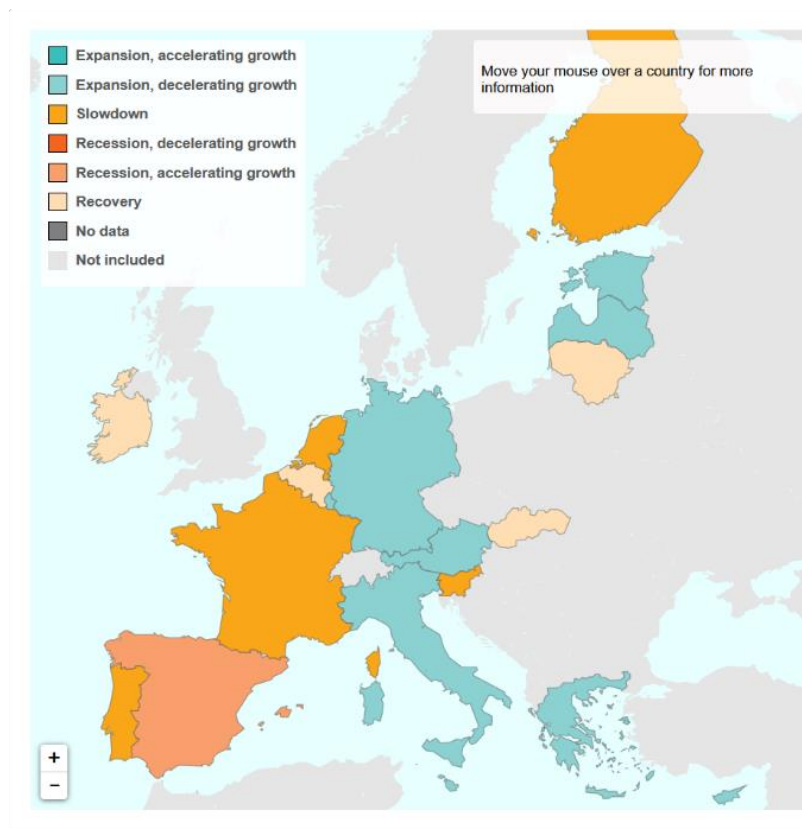 Expansion, accelerating growth
Expansion, decelerating growth
Slowdown
Recession, decelerating growth
Recession, accelerating growth
Recovery
No data
Not included
Move your mouse over a country for more
information
+
−